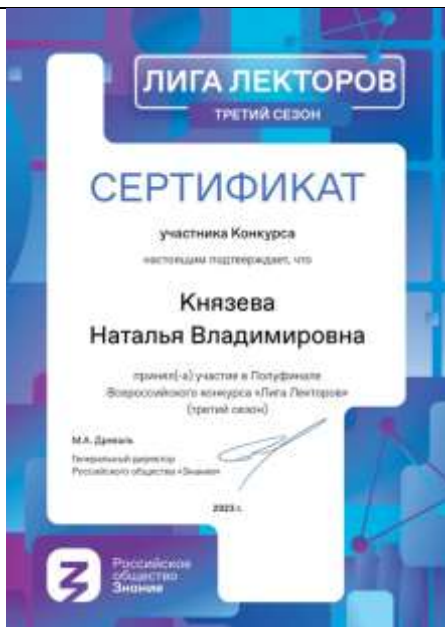 ЛИГА ЛЕКТОРОВ
ТРЕТИЙ СЕЗОН
СЕРТИФИКАТ
участника Конкурса
настоящим подтверждает, что
Князева
Наталья Владимировна
принял(-а) участие в Полуфинале
Всероссийского конкурса «Лига Лекторов»
(третий сезон)
М.А. Древаль
Генеральный директор
Российского общества «Знание»
2023 г.
Российское
общество
Знание